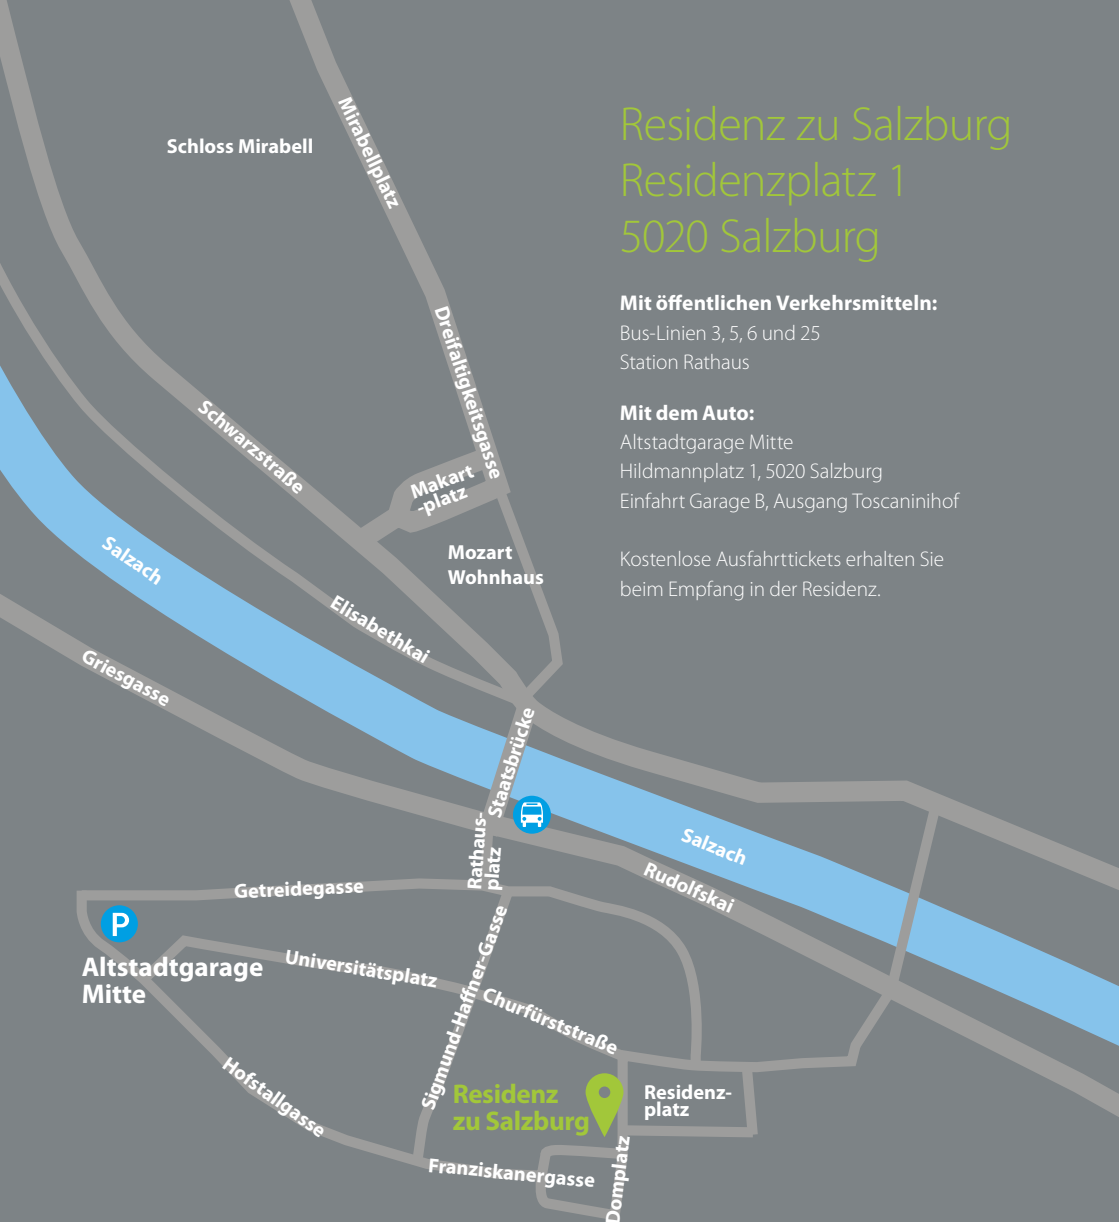 Residenz zu Salzburg
Residenzplatz 1
5020 Salzburg
Mit öffentlichen Verkehrsmitteln:
Bus-Linien 3, 5, 6 und 25
Station Rathaus
Mit dem Auto:
Altstadtgarage Mitte
Hildmannplatz 1, 5020 Salzburg
Einfahrt Garage B, Ausgang Toscaninihof
Kostenlose Ausfahrttickets erhalten Sie
beim Empfang in der Residenz.
Schloss Mirabell
Mirabellplatz
Dreifaltigkeitsgasse
Schwarzstraße
Makart
-platz
Mozart
Wohnhaus
Salzach
Elisabethkai
Griesgasse
Staatsbrücke
Salzach
Rathaus-
platz
Rudolfskai
Getreidegasse
P
Altstadtgarage
Mitte
Universitätsplatz
Sigmund-Haffner-Gasse
Churfürststraße
Hofstallgasse
Residenz
zu Salzburg
Residenz-
platz
Franziskanergasse
Domplatz